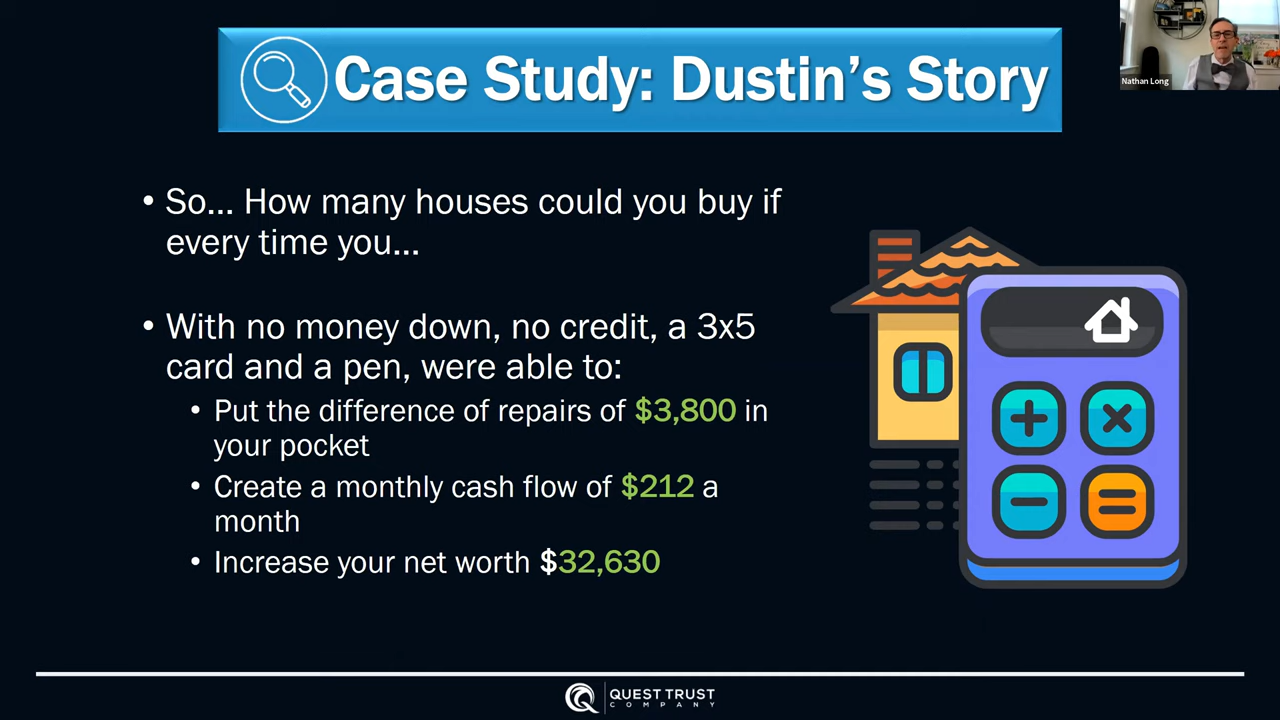 Case Study: Dustin’s Story
Nathan Long
• So... How many houses could you buy if
every time you...
• With no money down, no credit, a 3x5
card and a pen, were able to:
• Put the difference of repairs of $3,800 in
your pocket
• Create a monthly cash flow of $212 a
month
• Increase your net worth $32,630
QUEST TRUST
COMPANY